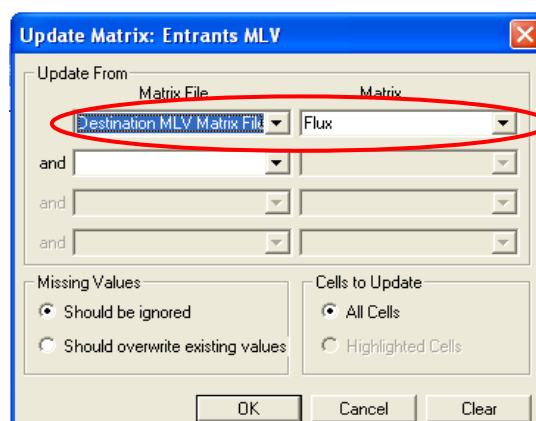 Update Matrix: Entrants MLV
Update From
Matrix File Matrix
Destination MLV Matrix File Flux
and
and
and
Missing Values
Should be ignored
Should overwrite existing values
Cells to Update
All Cells
Highlighted Cells
OK Cancel Clear